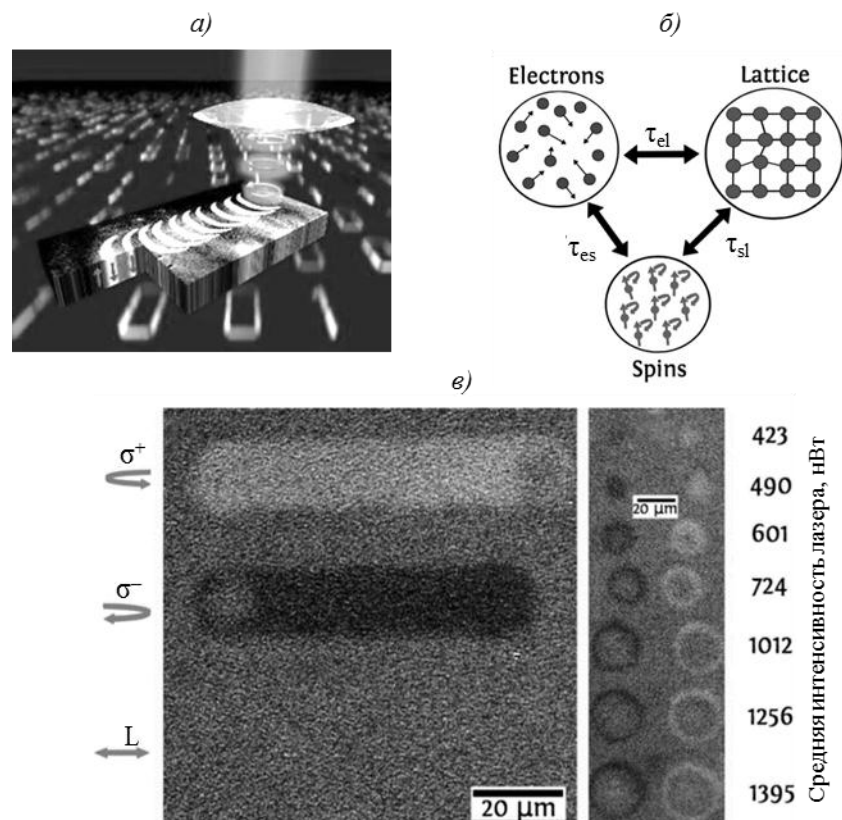 а)
б)
Electrons
Lattice
τel
τes
τsl
Spins
в)
σ+
σ−
L
20 μm
20 μm
423
490
601
724
1012
1256
1395
Средняя интенсивность лазера, нВт